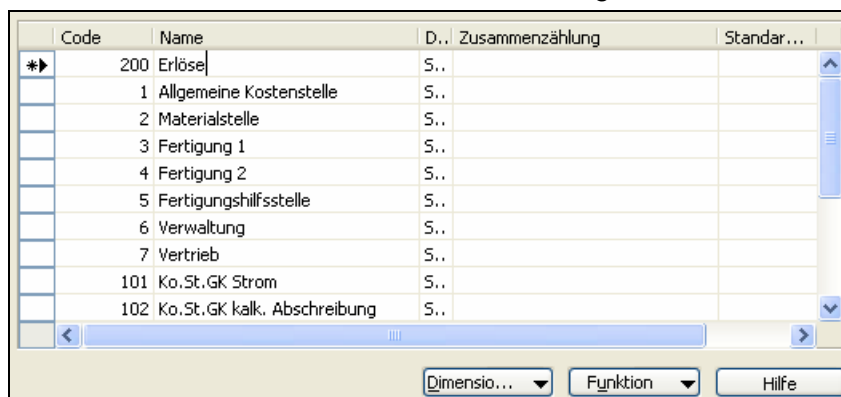 Code Name D.. Zusammenzählung Standar...
200 Erlöse S..
1 Allgemeine Kostenstelle S..
2 Materialstelle S..
3 Fertigung 1 S..
4 Fertigung 2 S..
5 Fertigungshilfsstelle S..
6 Verwaltung S..
7 Vertrieb S..
101 Ko.St.GK Strom S..
102 Ko.St.GK kalk. Abschreibung S..
Dimensio... Funktion Hilfe